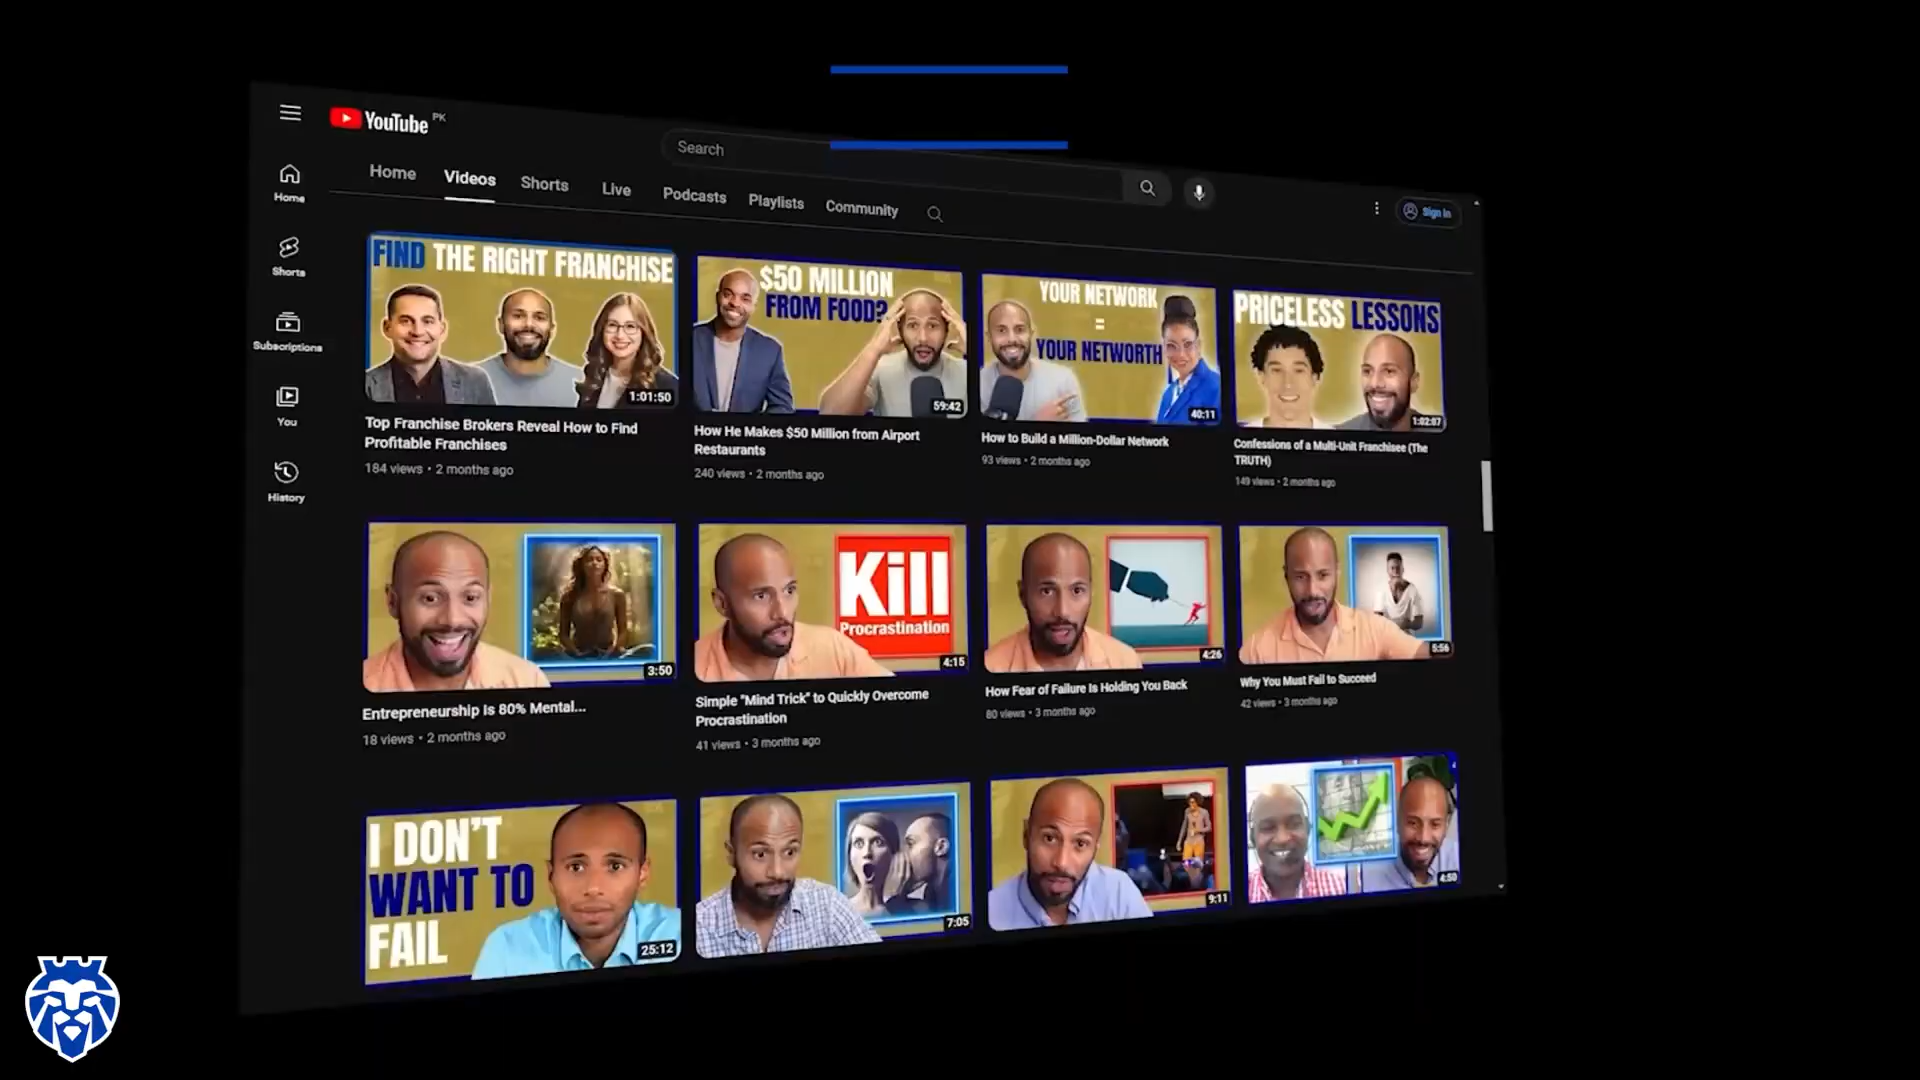 YouTube PK
Search
Sign in
Home
Videos
Shorts
Live
Podcasts
Playlists
Community
Home
Shorts
Subscriptions
You
History
FIND THE RIGHT FRANCHISE
1:01:50
Top Franchise Brokers Reveal How to Find
Profitable Franchises
184 views • 2 months ago
$50 MILLION
FROM FOOD?
59:42
How He Makes $50 Million from Airport
Restaurants
240 views • 2 months ago
YOUR NETWORK
=
YOUR NETWORTH
40:11
How to Build a Million-Dollar Network
93 views • 2 months ago
PRICELESS LESSONS
1:02:07
Confessions of a Multi-Unit Franchisee (The
TRUTH)
149 views • 2 months ago
3:50
Entrepreneurship Is 80% Mental...
18 views • 2 months ago
Kill
Procrastination
4:15
Simple "Mind Trick" to Quickly Overcome
Procrastination
41 views • 3 months ago
4:26
How Fear of Failure Is Holding You Back
80 views • 3 months ago
5:56
Why You Must Fail to Succeed
42 views • 3 months ago
I DON'T
WANT TO
FAIL
25:12
7:05
9:11
4:50